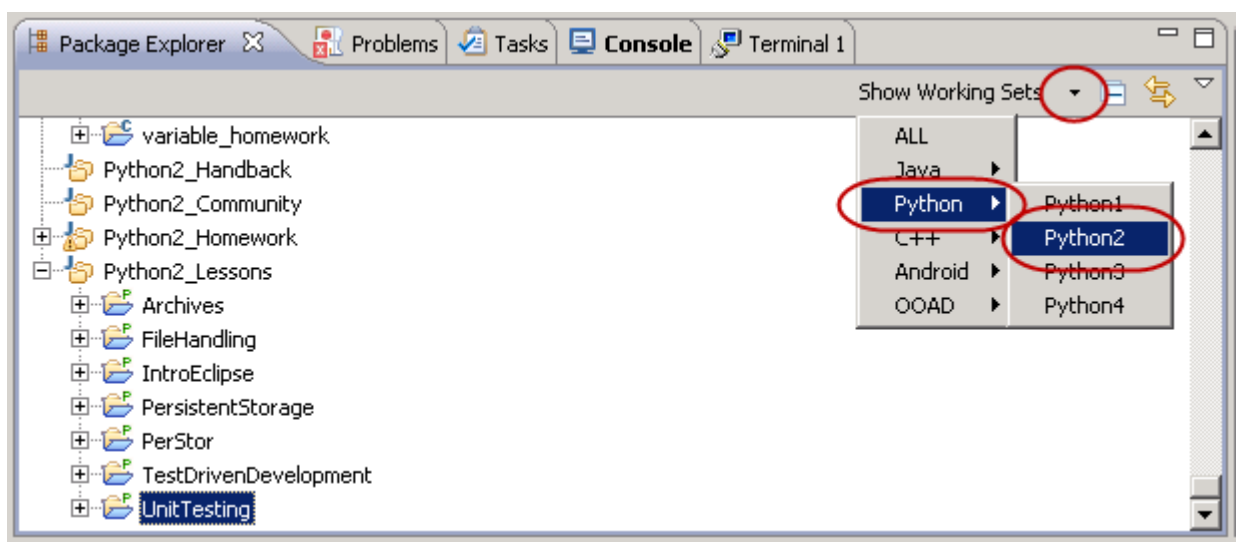 Package Explorer Problems Tasks Console Terminal 1
Show Working Sets
variable_homework
Python2_Handback
Python2_Community
Python2_Homework
Python2_Lessons
Archives
FileHandling
IntroEclipse
PersistentStorage
PerStor
TestDrivenDevelopment
UnitTesting
ALL
Java
Python
C++
Android
OOAD
Python1
Python2
Python3
Python4